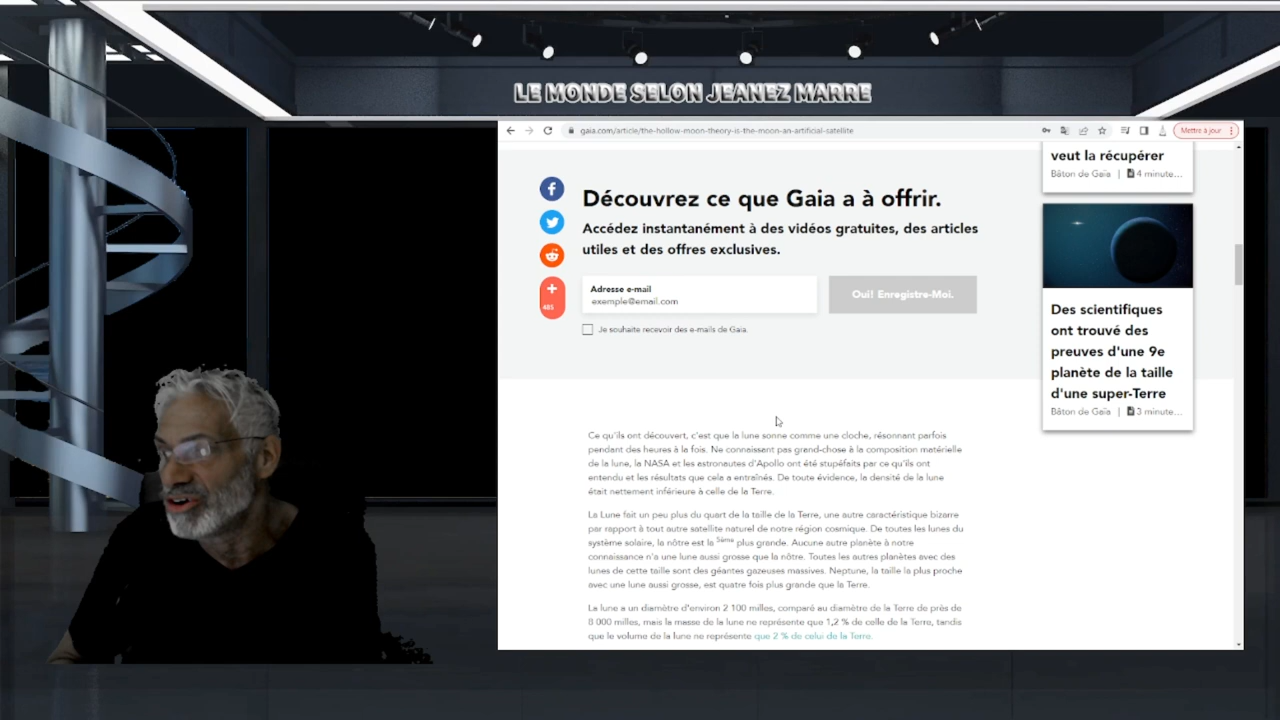 LE MONDE SELON JEANEZ MARRE
gaia.com/article/the-hollow-moon-theory-is-the-moon-an-artificial-satellite
Mettre à jour
veut la récupérer
Bâton de Gaïa | 4 minute...
Découvrez ce que Gaia a à offrir.
Accédez instantanément à des vidéos gratuites, des articles
utiles et des offres exclusives.
Adresse e-mail
exemple@email.com
Oui! Enregistre-Moi.
485
Je souhaite recevoir des e-mails de Gaia.
Des scientifiques
ont trouvé des
preuves d'une 9e
planète de la taille
d'une super-Terre
Bâton de Gaïa | 3 minute...
Ce qu'ils ont découvert, c'est que la lune sonne comme une cloche, résonnant parfois
pendant des heures à la fois. Ne connaissant pas grand-chose à la composition matérielle
de la lune, la NASA et les astronautes d'Apollo ont été stupéfaits par ce qu'ils ont
entendu et les résultats que cela a entraînés. De toute évidence, la densité de la lune
était nettement inférieure à celle de la Terre.
La Lune fait un peu plus du quart de la taille de la Terre, une autre caractéristique bizarre
par rapport à tout autre satellite naturel de notre région cosmique. De toutes les lunes du
système solaire, la nôtre est la 5ème plus grande. Aucune autre planète à notre
connaissance n'a une lune aussi grosse que la nôtre. Toutes les autres planètes avec des
lunes de cette taille sont des géantes gazeuses massives. Neptune, la taille la plus proche
avec une lune aussi grosse, est quatre fois plus grande que la Terre.
La lune a un diamètre d'environ 2 100 milles, comparé au diamètre de la Terre de près de
8 000 milles, mais la masse de la lune ne représente que 1,2 % de celle de la Terre, tandis
que le volume de la lune ne représente que 2 % de celui de la Terre.